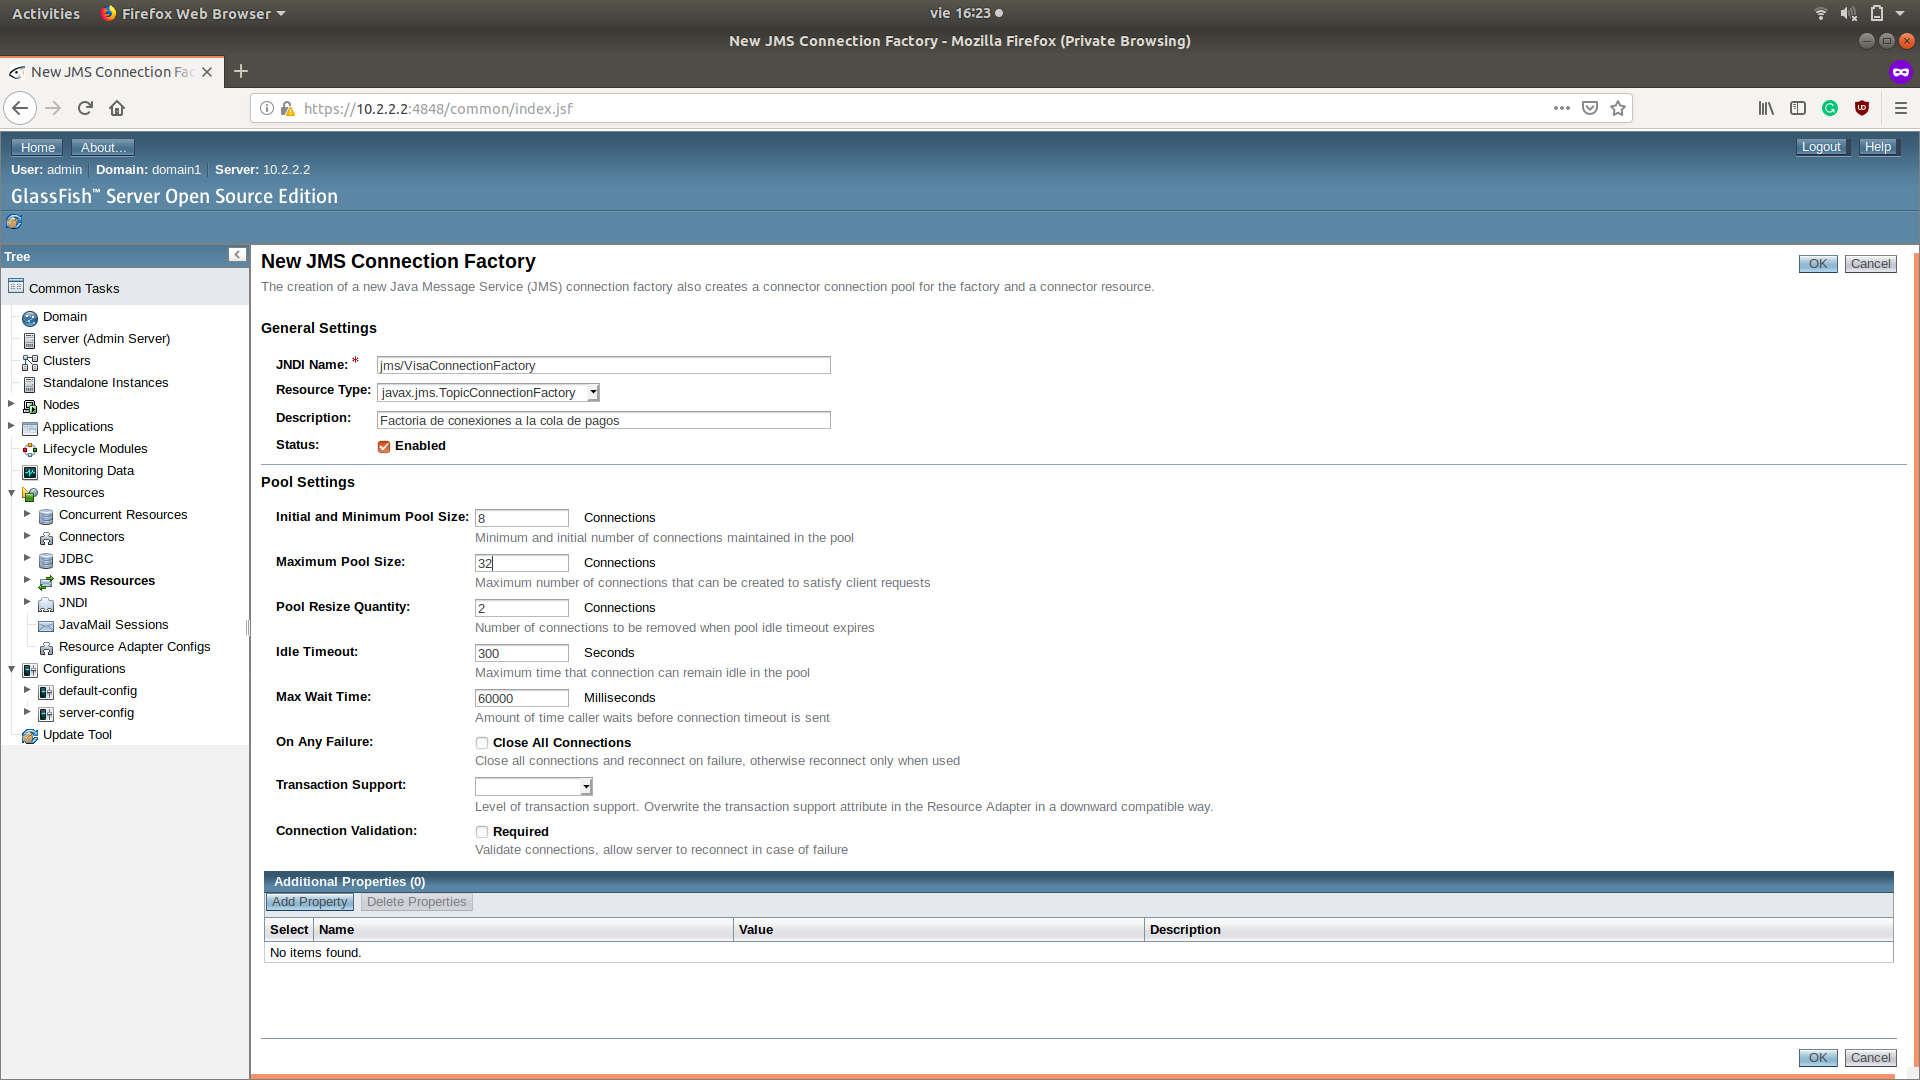 Activities Firefox Web Browser vie 16:23
New JMS Connection Factory - Mozilla Firefox (Private Browsing)
New JMS Connection Fac
https://10.2.2.2:4848/common/index.jsf
Home About... Logout Help
User: admin Domain: domain1 Server: 10.2.2.2
GlassFish™ Server Open Source Edition
Tree
Common Tasks
Domain
server (Admin Server)
Clusters
Standalone Instances
Nodes
Applications
Lifecycle Modules
Monitoring Data
Resources
Concurrent Resources
Connectors
JDBC
JMS Resources
JNDI
JavaMail Sessions
Resource Adapter Configs
Configurations
default-config
server-config
Update Tool
New JMS Connection Factory
OK Cancel
The creation of a new Java Message Service (JMS) connection factory also creates a connector connection pool for the factory and a connector resource.
General Settings
JNDI Name: * jms/VisaConnectionFactory
Resource Type: javax.jms.TopicConnectionFactory
Description: Factoria de conexiones a la cola de pagos
Status: Enabled
Pool Settings
Initial and Minimum Pool Size: 8 Connections
Minimum and initial number of connections maintained in the pool
Maximum Pool Size: 32 Connections
Maximum number of connections that can be created to satisfy client requests
Pool Resize Quantity: 2 Connections
Number of connections to be removed when pool idle timeout expires
Idle Timeout: 300 Seconds
Maximum time that connection can remain idle in the pool
Max Wait Time: 60000 Milliseconds
Amount of time caller waits before connection timeout is sent
On Any Failure: Close All Connections
Close all connections and reconnect on failure, otherwise reconnect only when used
Transaction Support:
Level of transaction support. Overwrite the transaction support attribute in the Resource Adapter in a downward compatible way.
Connection Validation: Required
Validate connections, allow server to reconnect in case of failure
Additional Properties (0)
Add Property Delete Properties
Select Name Value Description
No items found.
OK Cancel